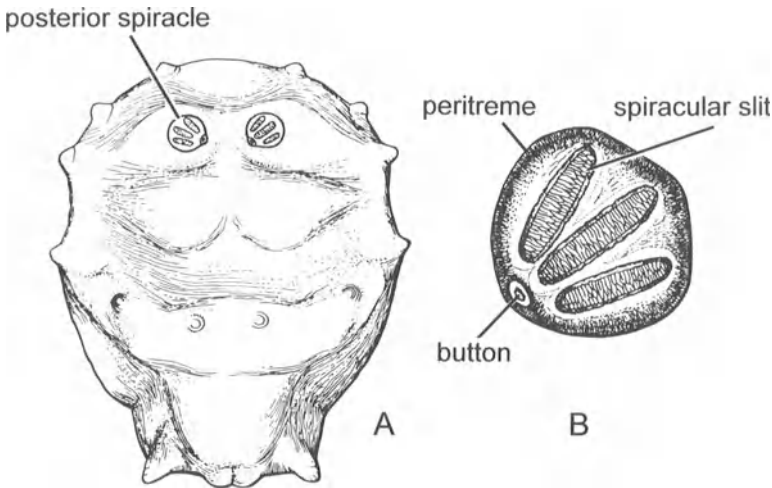 posterior spiracle
peritreme
spiracular slit
button
A
B